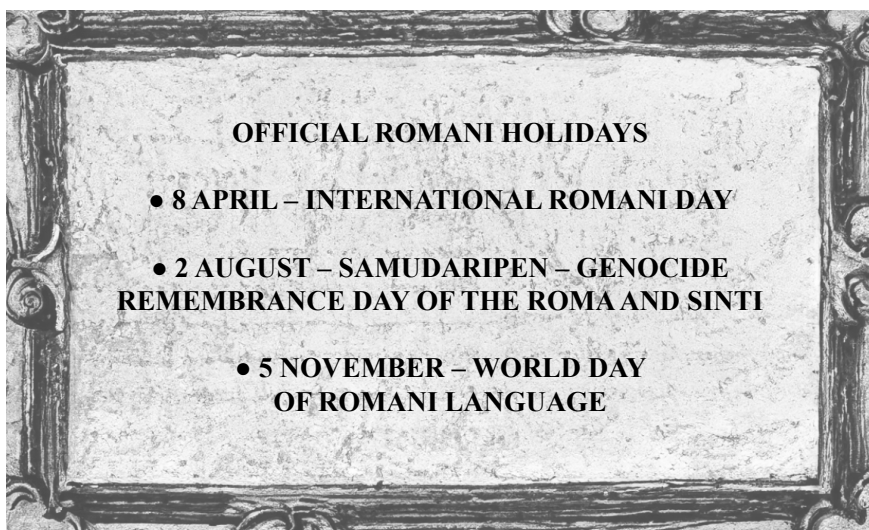 OFFICIAL ROMANI HOLIDAYS
● 8 APRIL – INTERNATIONAL ROMANI DAY
● 2 AUGUST – SAMUDARIPEN – GENOCIDE
REMEMBRANCE DAY OF THE ROMA AND SINTI
● 5 NOVEMBER – WORLD DAY
OF ROMANI LANGUAGE